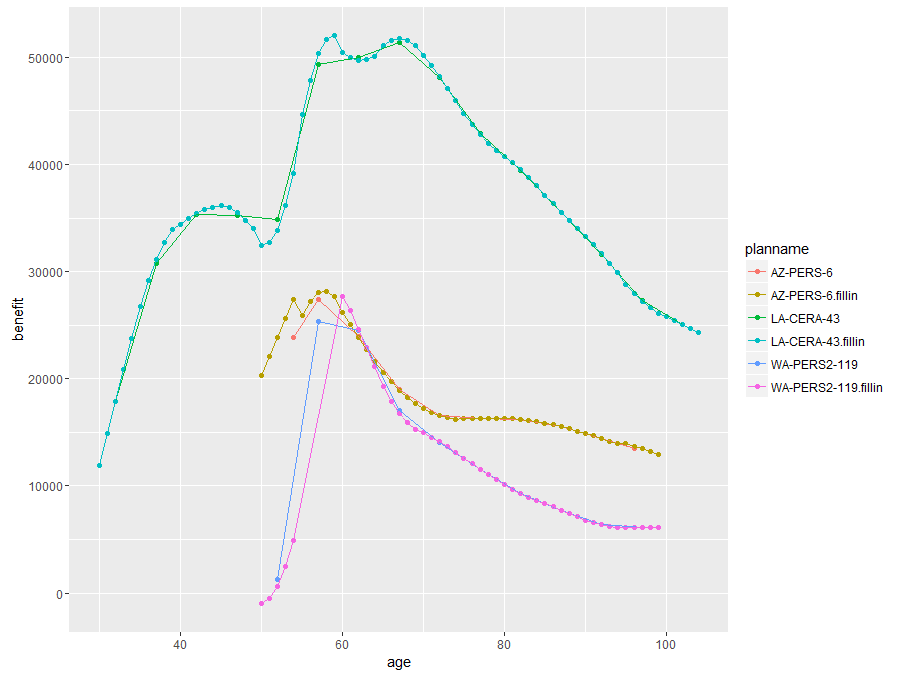 benefit
50000
40000
30000
20000
10000
0
40 60 80 100
age
planname
AZ-PERS-6
AZ-PERS-6.fillin
LA-CERA-43
LA-CERA-43.fillin
WA-PERS2-119
WA-PERS2-119.fillin